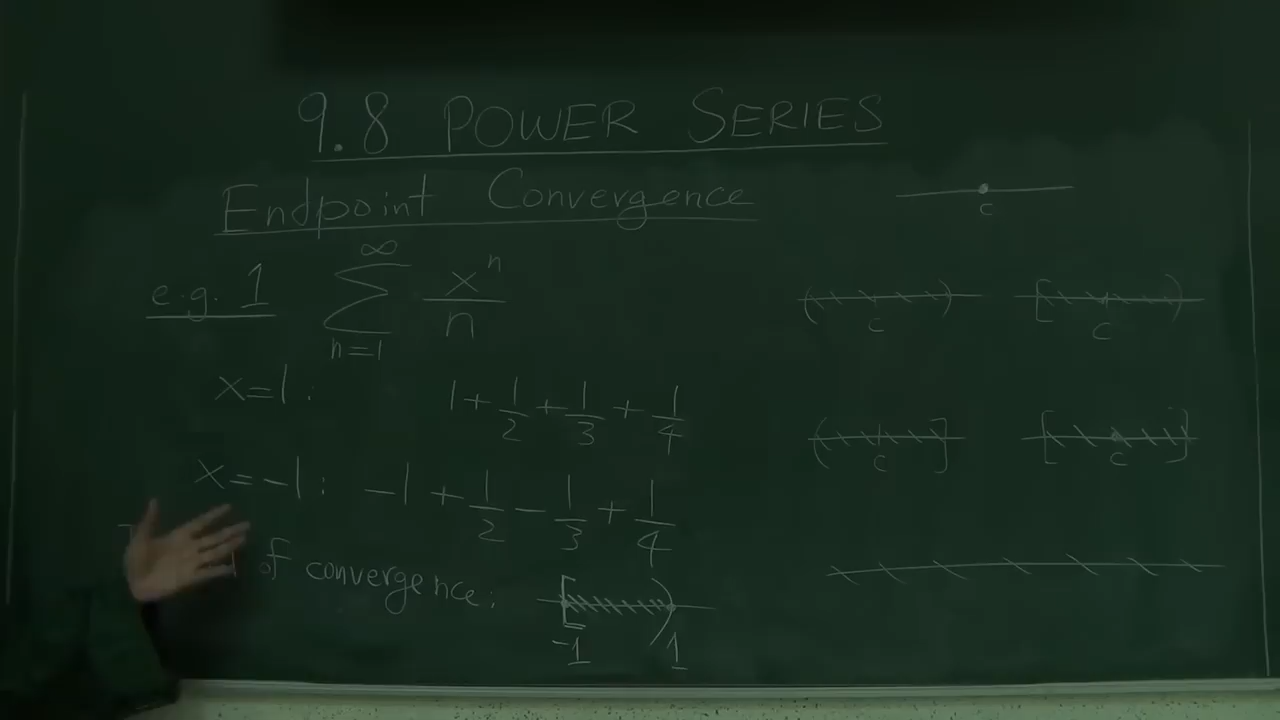 9.8 POWER SERIES
Endpoint Convergence
e.g. 1 ∞ ∑ n=1 x^n / n
x=1: 1 + 1/2 + 1/3 + 1/4
x=-1: -1 + 1/2 - 1/3 + 1/4
of convergence: [ ) -1 1
c
( c ) [ c )
( c ] [ c ]